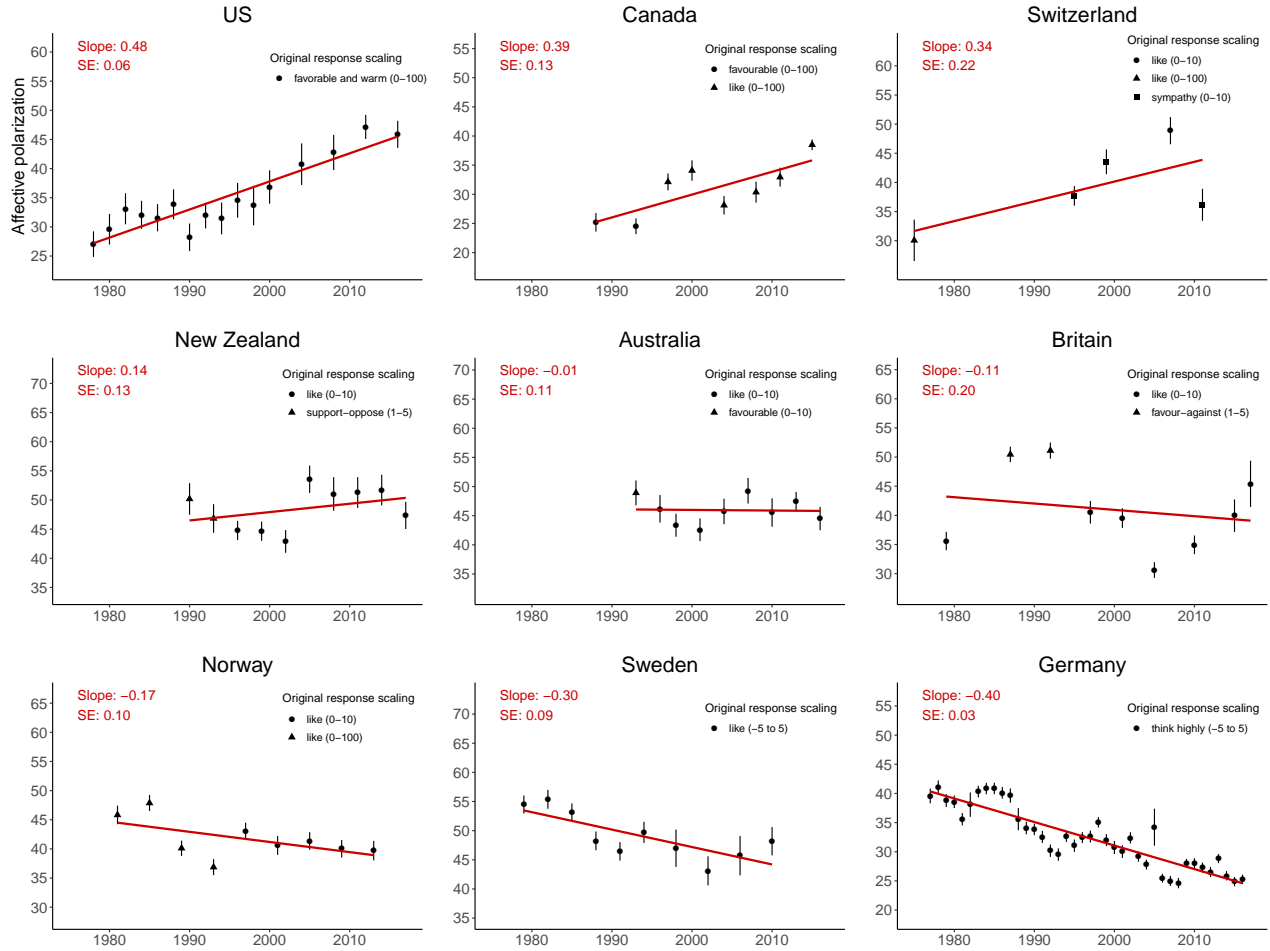 US
Canada
Switzerland
Affective polarization
Slope: 0.48
SE: 0.06
Original response scaling
favorable and warm (0−100)
60
55
50
45
40
35
30
25
1980 1990 2000 2010
Slope: 0.39
SE: 0.13
Original response scaling
favourable (0−100)
like (0−100)
55
50
45
40
35
30
25
20
1980 1990 2000 2010
Slope: 0.34
SE: 0.22
Original response scaling
like (0−10)
like (0−100)
sympathy (0−10)
60
55
50
45
40
35
30
1980 1990 2000 2010
New Zealand
Australia
Britain
Slope: 0.14
SE: 0.13
Original response scaling
like (0−10)
support−oppose (1−5)
70
65
60
55
50
45
40
35
1980 1990 2000 2010
Slope: −0.01
SE: 0.11
Original response scaling
like (0−10)
favourable (0−10)
70
65
60
55
50
45
40
35
1980 1990 2000 2010
Slope: −0.11
SE: 0.20
Original response scaling
like (0−10)
favour−against (1−5)
65
60
55
50
45
40
35
30
1980 1990 2000 2010
Norway
Sweden
Germany
Slope: −0.17
SE: 0.10
Original response scaling
like (0−10)
like (0−100)
65
60
55
50
45
40
35
30
1980 1990 2000 2010
Slope: −0.30
SE: 0.09
Original response scaling
like (−5 to 5)
70
65
60
55
50
45
40
35
1980 1990 2000 2010
Slope: −0.40
SE: 0.03
Original response scaling
think highly (−5 to 5)
55
50
45
40
35
30
25
20
1980 1990 2000 2010